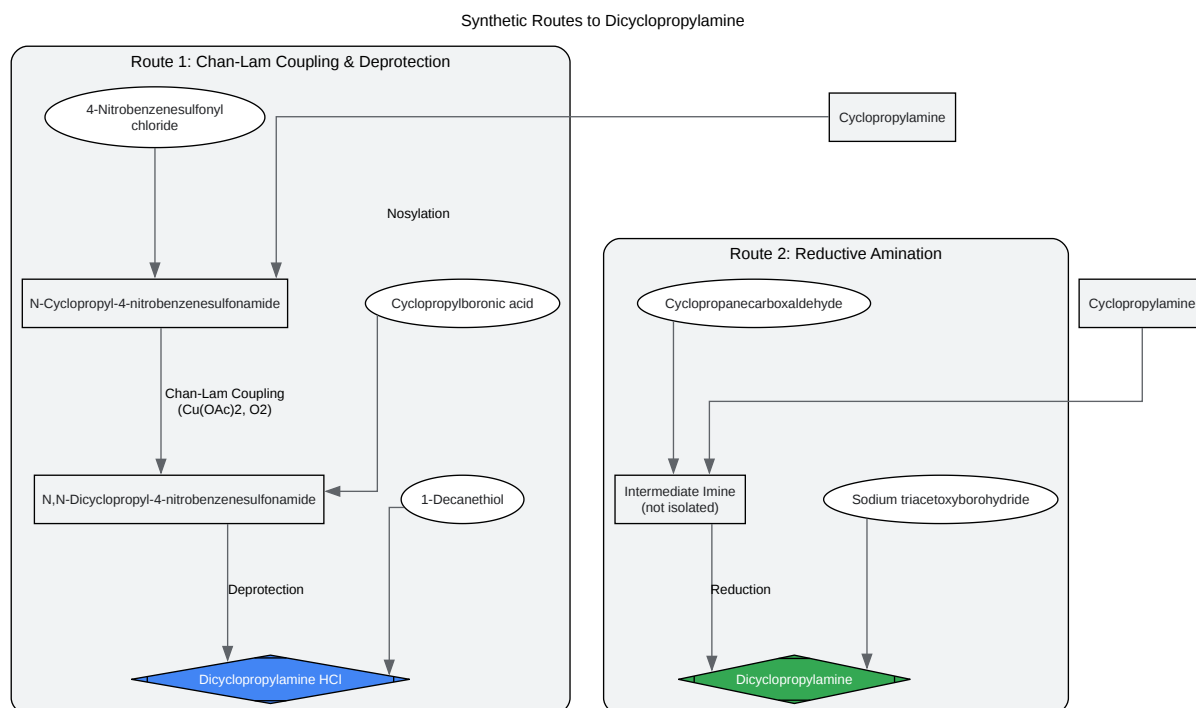 Synthetic Routes to Dicyclopropylamine
Route 1: Chan-Lam Coupling & Deprotection
4-Nitrobenzenesulfonyl
chloride
Cyclopropylamine
Nosylation
Route 2: Reductive Amination
N-Cyclopropyl-4-nitrobenzenesulfonamide
Cyclopropylboronic acid
Cyclopropanecarboxaldehyde
Cyclopropylamine
Chan-Lam Coupling
(Cu(OAc)2, O2)
N,N-Dicyclopropyl-4-nitrobenzenesulfonamide
1-Decanethiol
Intermediate Imine
(not isolated)
Sodium triacetoxyborohydride
Deprotection
Reduction
Dicyclopropylamine HCl
Dicyclopropylamine